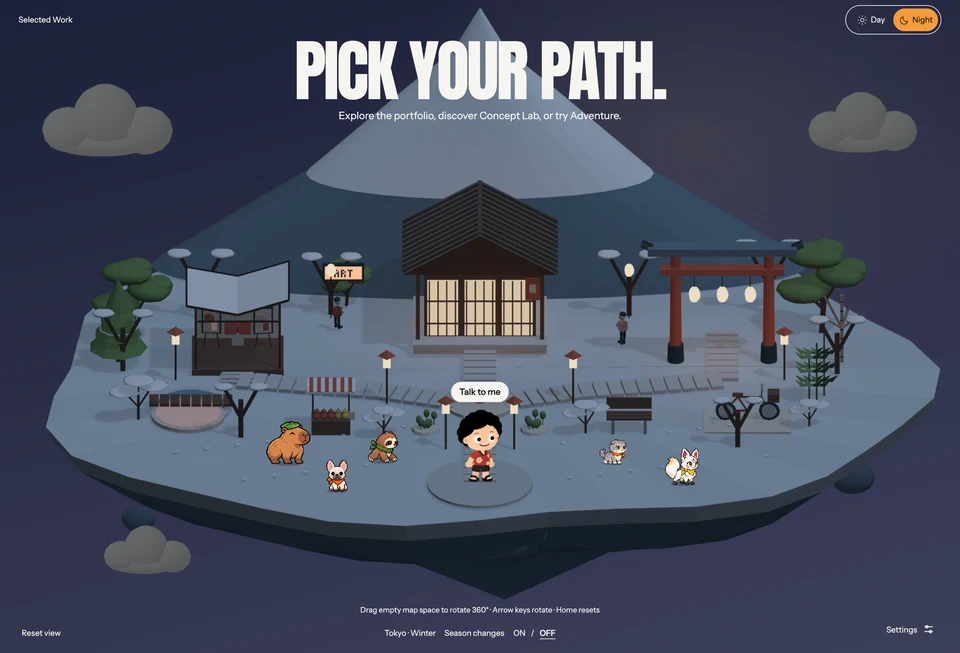 Selected Work
Day
Night
PICK YOUR PATH.
Explore the portfolio, discover Concept Lab, or try Adventure.
ART
Talk to me
Drag empty map space to rotate 360° · Arrow keys rotate · Home resets
Reset view
Tokyo · Winter Season changes ON / OFF
Settings